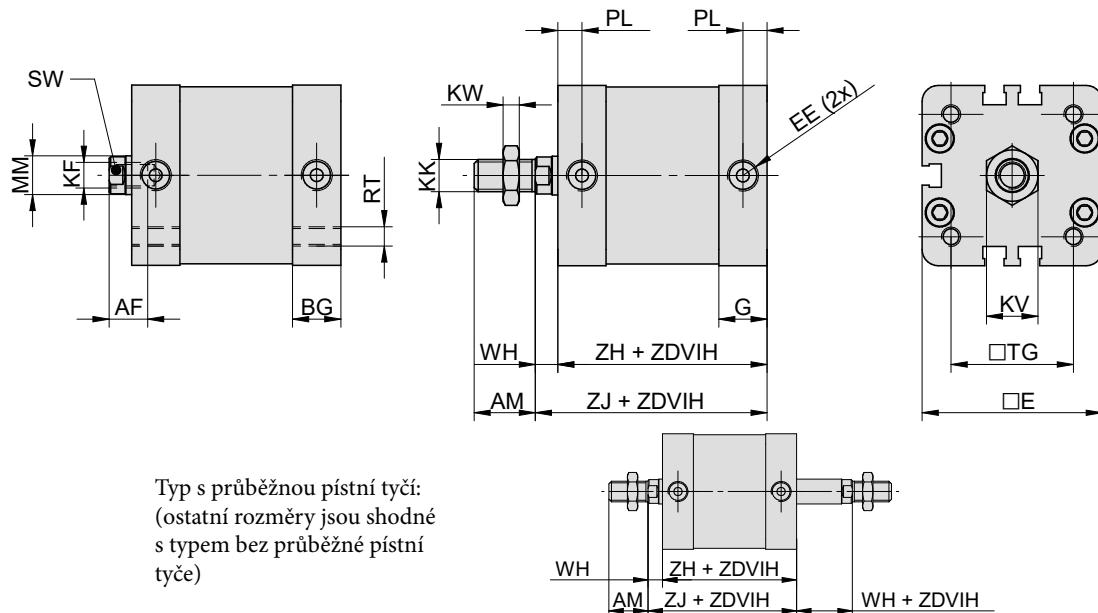 PL
PL
SW
KW
EE (2x)
MM
KF
RT
KK
AF
BG
G
KV
WH
ZH + ZDVIH
□TG
AM
ZJ + ZDVIH
□E
Typ s průběžnou pístní tyčí:
(ostatní rozměry jsou shodné
s typem bez průběžné pístní
tyče)
WH
ZH + ZDVIH
AM
ZJ + ZDVIH
WH + ZDVIH